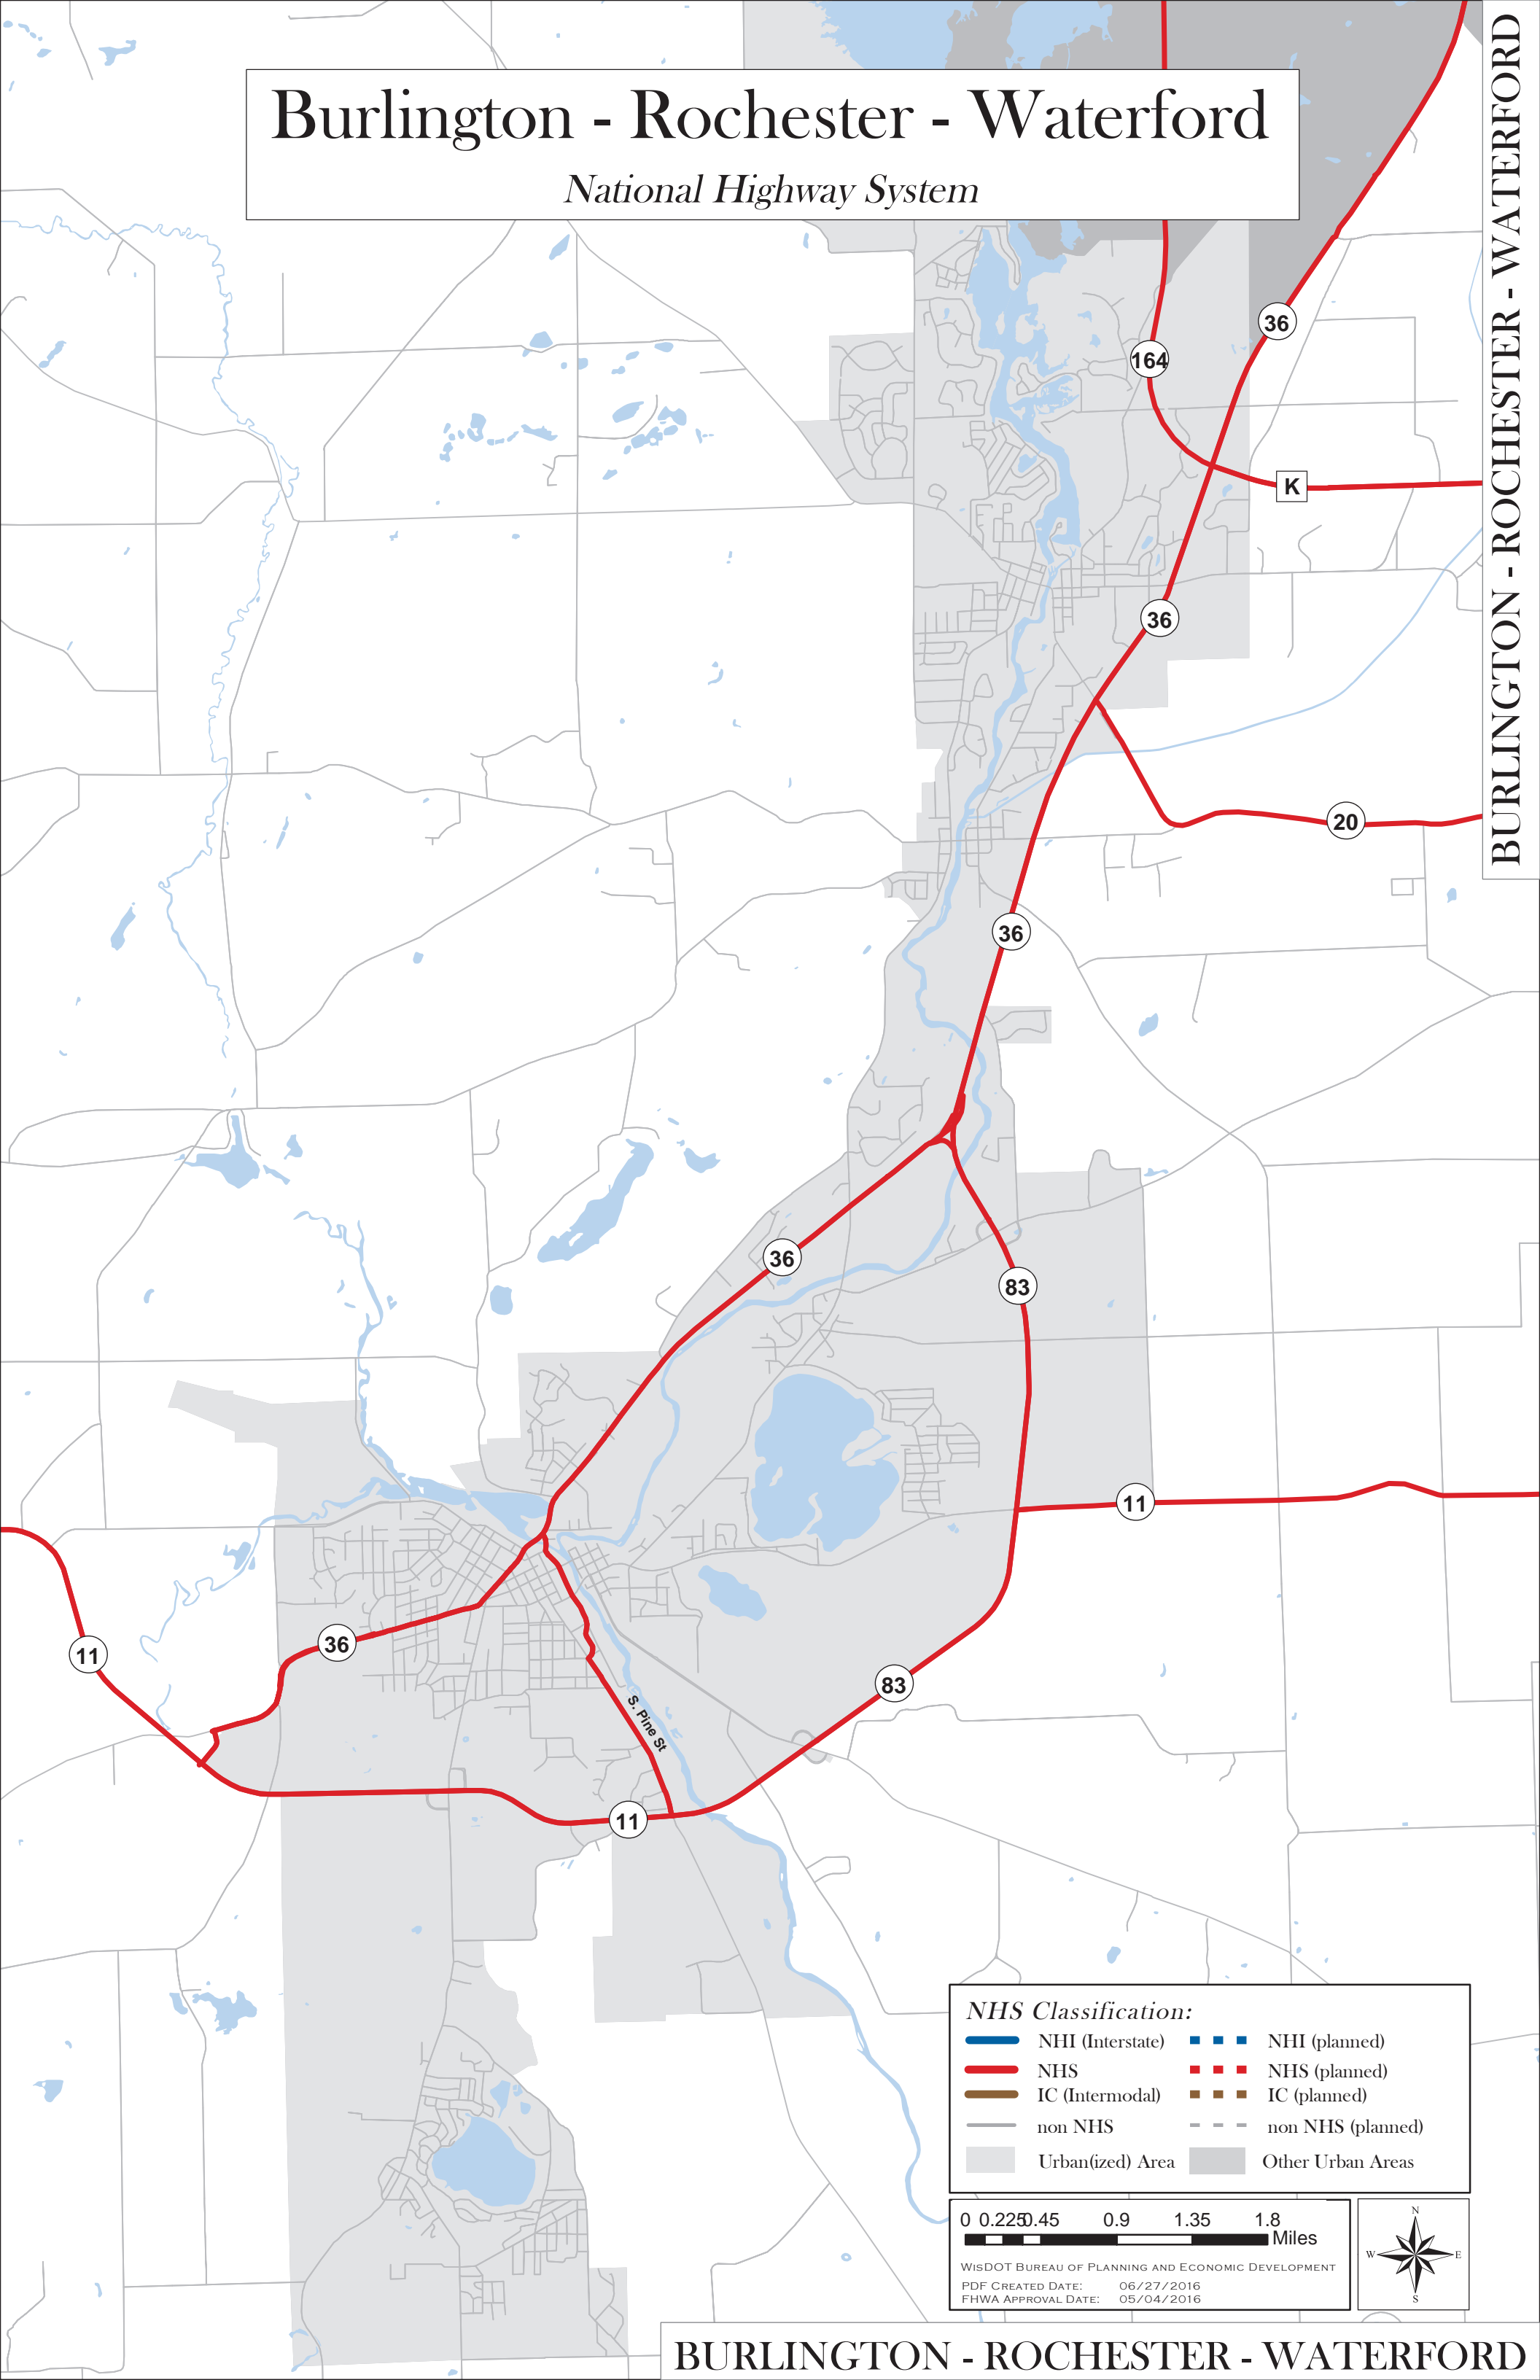 Burlington - Rochester - Waterford
National Highway System
BURLINGTON - ROCHESTER - WATERFORD
36
164
K
36
20
36
36
83
11
36
11
83
S. Pine St
11
NHS Classification:
NHI (Interstate) NHI (planned)
NHS NHS (planned)
IC (Intermodal) IC (planned)
non NHS non NHS (planned)
Urban(ized) Area Other Urban Areas
0 0.225 0.45 0.9 1.35 1.8
Miles
WISDOT BUREAU OF PLANNING AND ECONOMIC DEVELOPMENT
PDF CREATED DATE: 06/27/2016
FHWA APPROVAL DATE: 05/04/2016
N
W E
S
BURLINGTON - ROCHESTER - WATERFORD